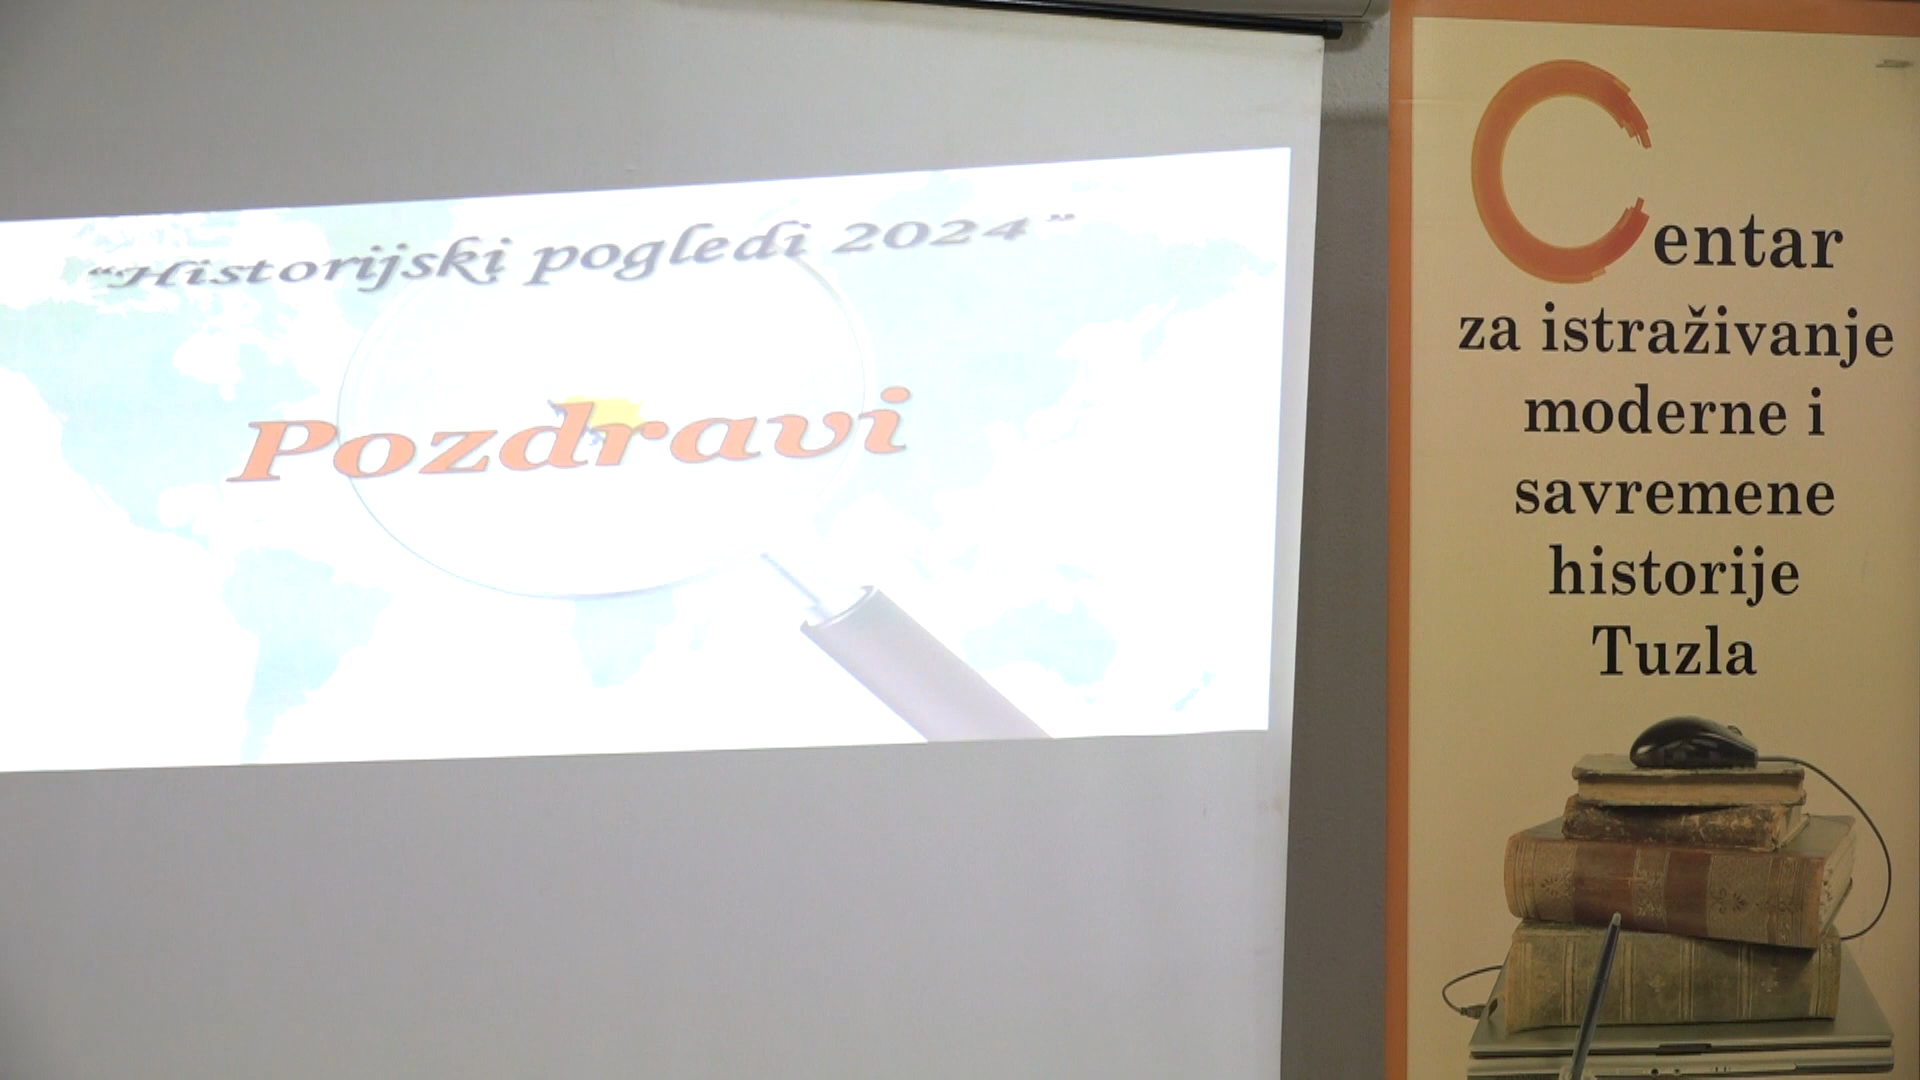 “Historijski pogledi 2024”
Pozdravi
Centar
za istraživanje
moderne i
savremene
historije
Tuzla